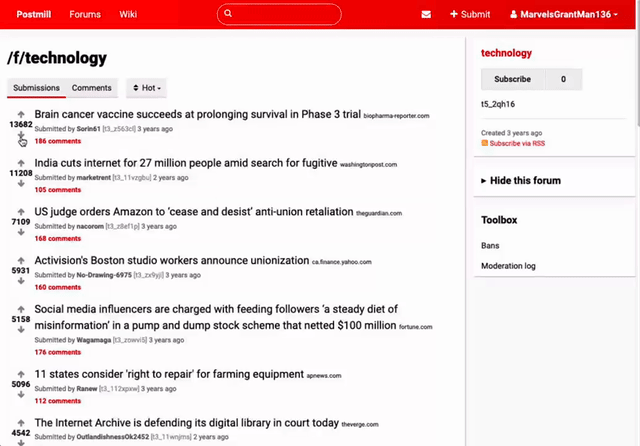 Postmill Forums Wiki Submit MarvelsGrantMan136
/f/technology
Submissions Comments Hot
Brain cancer vaccine succeeds at prolonging survival in Phase 3 trial biopharma-reporter.com
13682
Submitted by Sorin61 [t3_z563cl] 3 years ago
186 comments
India cuts internet for 27 million people amid search for fugitive washingtonpost.com
11208
Submitted by marketrent [t3_11vzgbu] 2 years ago
105 comments
US judge orders Amazon to 'cease and desist' anti-union retaliation theguardian.com
7109
Submitted by nacorom [t3_z8ef1p] 3 years ago
168 comments
Activision's Boston studio workers announce unionization ca.finance.yahoo.com
5931
Submitted by No-Drawing-6975 [t3_zx9yji] 3 years ago
160 comments
Social media influencers are charged with feeding followers 'a steady diet of
misinformation' in a pump and dump stock scheme that netted $100 million fortune.com
5158
Submitted by Wagamaga [t3_zowvi5] 3 years ago
176 comments
11 states consider 'right to repair' for farming equipment apnews.com
5096
Submitted by Ranew [t3_112xpxw] 3 years ago
112 comments
The Internet Archive is defending its digital library in court today theverge.com
4542
Submitted by OutlandishnessOk2452 [t3_11wnjms] 2 years ago
technology
Subscribe 0
t5_2qh16
Created 3 years ago
Subscribe via RSS
Hide this forum
Toolbox
Bans
Moderation log